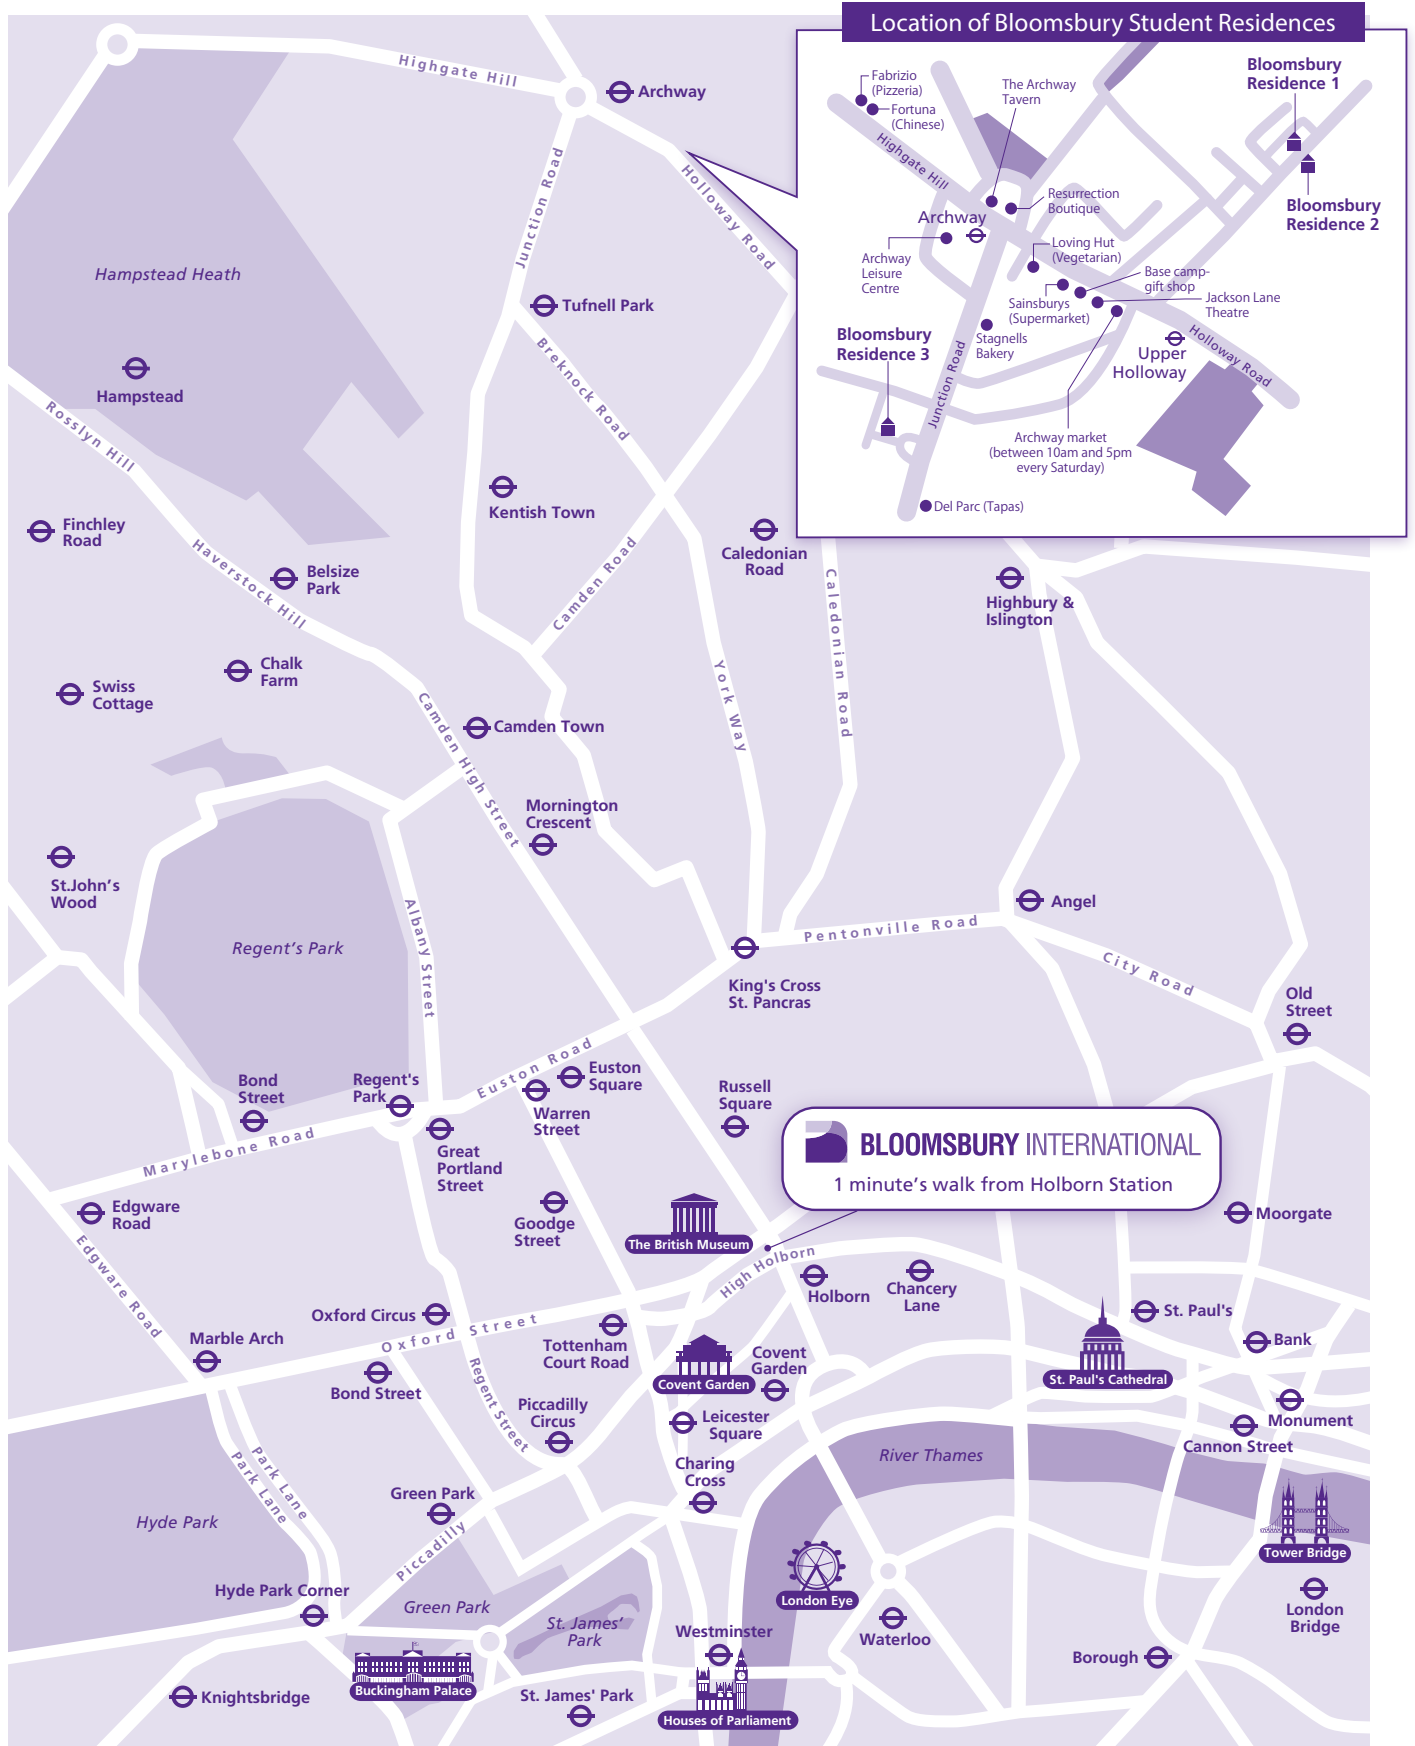 Location of Bloomsbury Student Residences
Fabrizio
(Pizzeria)
Fortuna
(Chinese)
The Archway
Tavern
Bloomsbury
Residence 1
Highgate Hill
Resurrection
Boutique
Bloomsbury
Residence 2
Archway
Archway
Leisure
Centre
Loving Hut
(Vegetarian)
Base camp-
gift shop
Sainsburys
(Supermarket)
Jackson Lane
Theatre
Stagnells
Bakery
Bloomsbury
Residence 3
Junction Road
Upper
Holloway
Holloway Road
Archway market
(between 10am and 5pm
every Saturday)
Del Parc (Tapas)
Highgate Hill
Archway
Junction Road
Holloway Road
Hampstead Heath
Tufnell Park
Hampstead
Breknock Road
Rosslyn Hill
Kentish Town
Finchley
Road
Haverstock Hill
Belsize
Park
Camden Road
Caledonian
Road
Caledonian Road
Highbury &
Islington
Chalk
Farm
Swiss
Cottage
York Way
Camden High Street
Camden Town
Mornington
Crescent
St.John's
Wood
Albany Street
Regent's Park
Angel
Pentonville Road
City Road
King's Cross
St. Pancras
Old
Street
Euston Road
Euston
Square
Bond
Street
Regent's
Park
Warren
Street
Russell
Square
Marylebone Road
Great
Portland
Street
BLOOMSBURY INTERNATIONAL
1 minute's walk from Holborn Station
Edgware
Road
Goodge
Street
The British Museum
Moorgate
Edgware Road
High Holborn
Holborn
Chancery
Lane
Oxford Circus
Oxford Street
Marble Arch
Tottenham
Court Road
St. Paul's
Bank
Bond Street
Regent Street
Covent Garden
Covent
Garden
St. Paul's Cathedral
Piccadilly
Circus
Leicester
Square
Monument
Cannon Street
River Thames
Park Lane
Park Lane
Charing
Cross
Green Park
Hyde Park
Piccadilly
Tower Bridge
Hyde Park Corner
Green Park
London Eye
London
Bridge
St. James'
Park
Westminster
Waterloo
Borough
Buckingham Palace
Knightsbridge
St. James' Park
Houses of Parliament